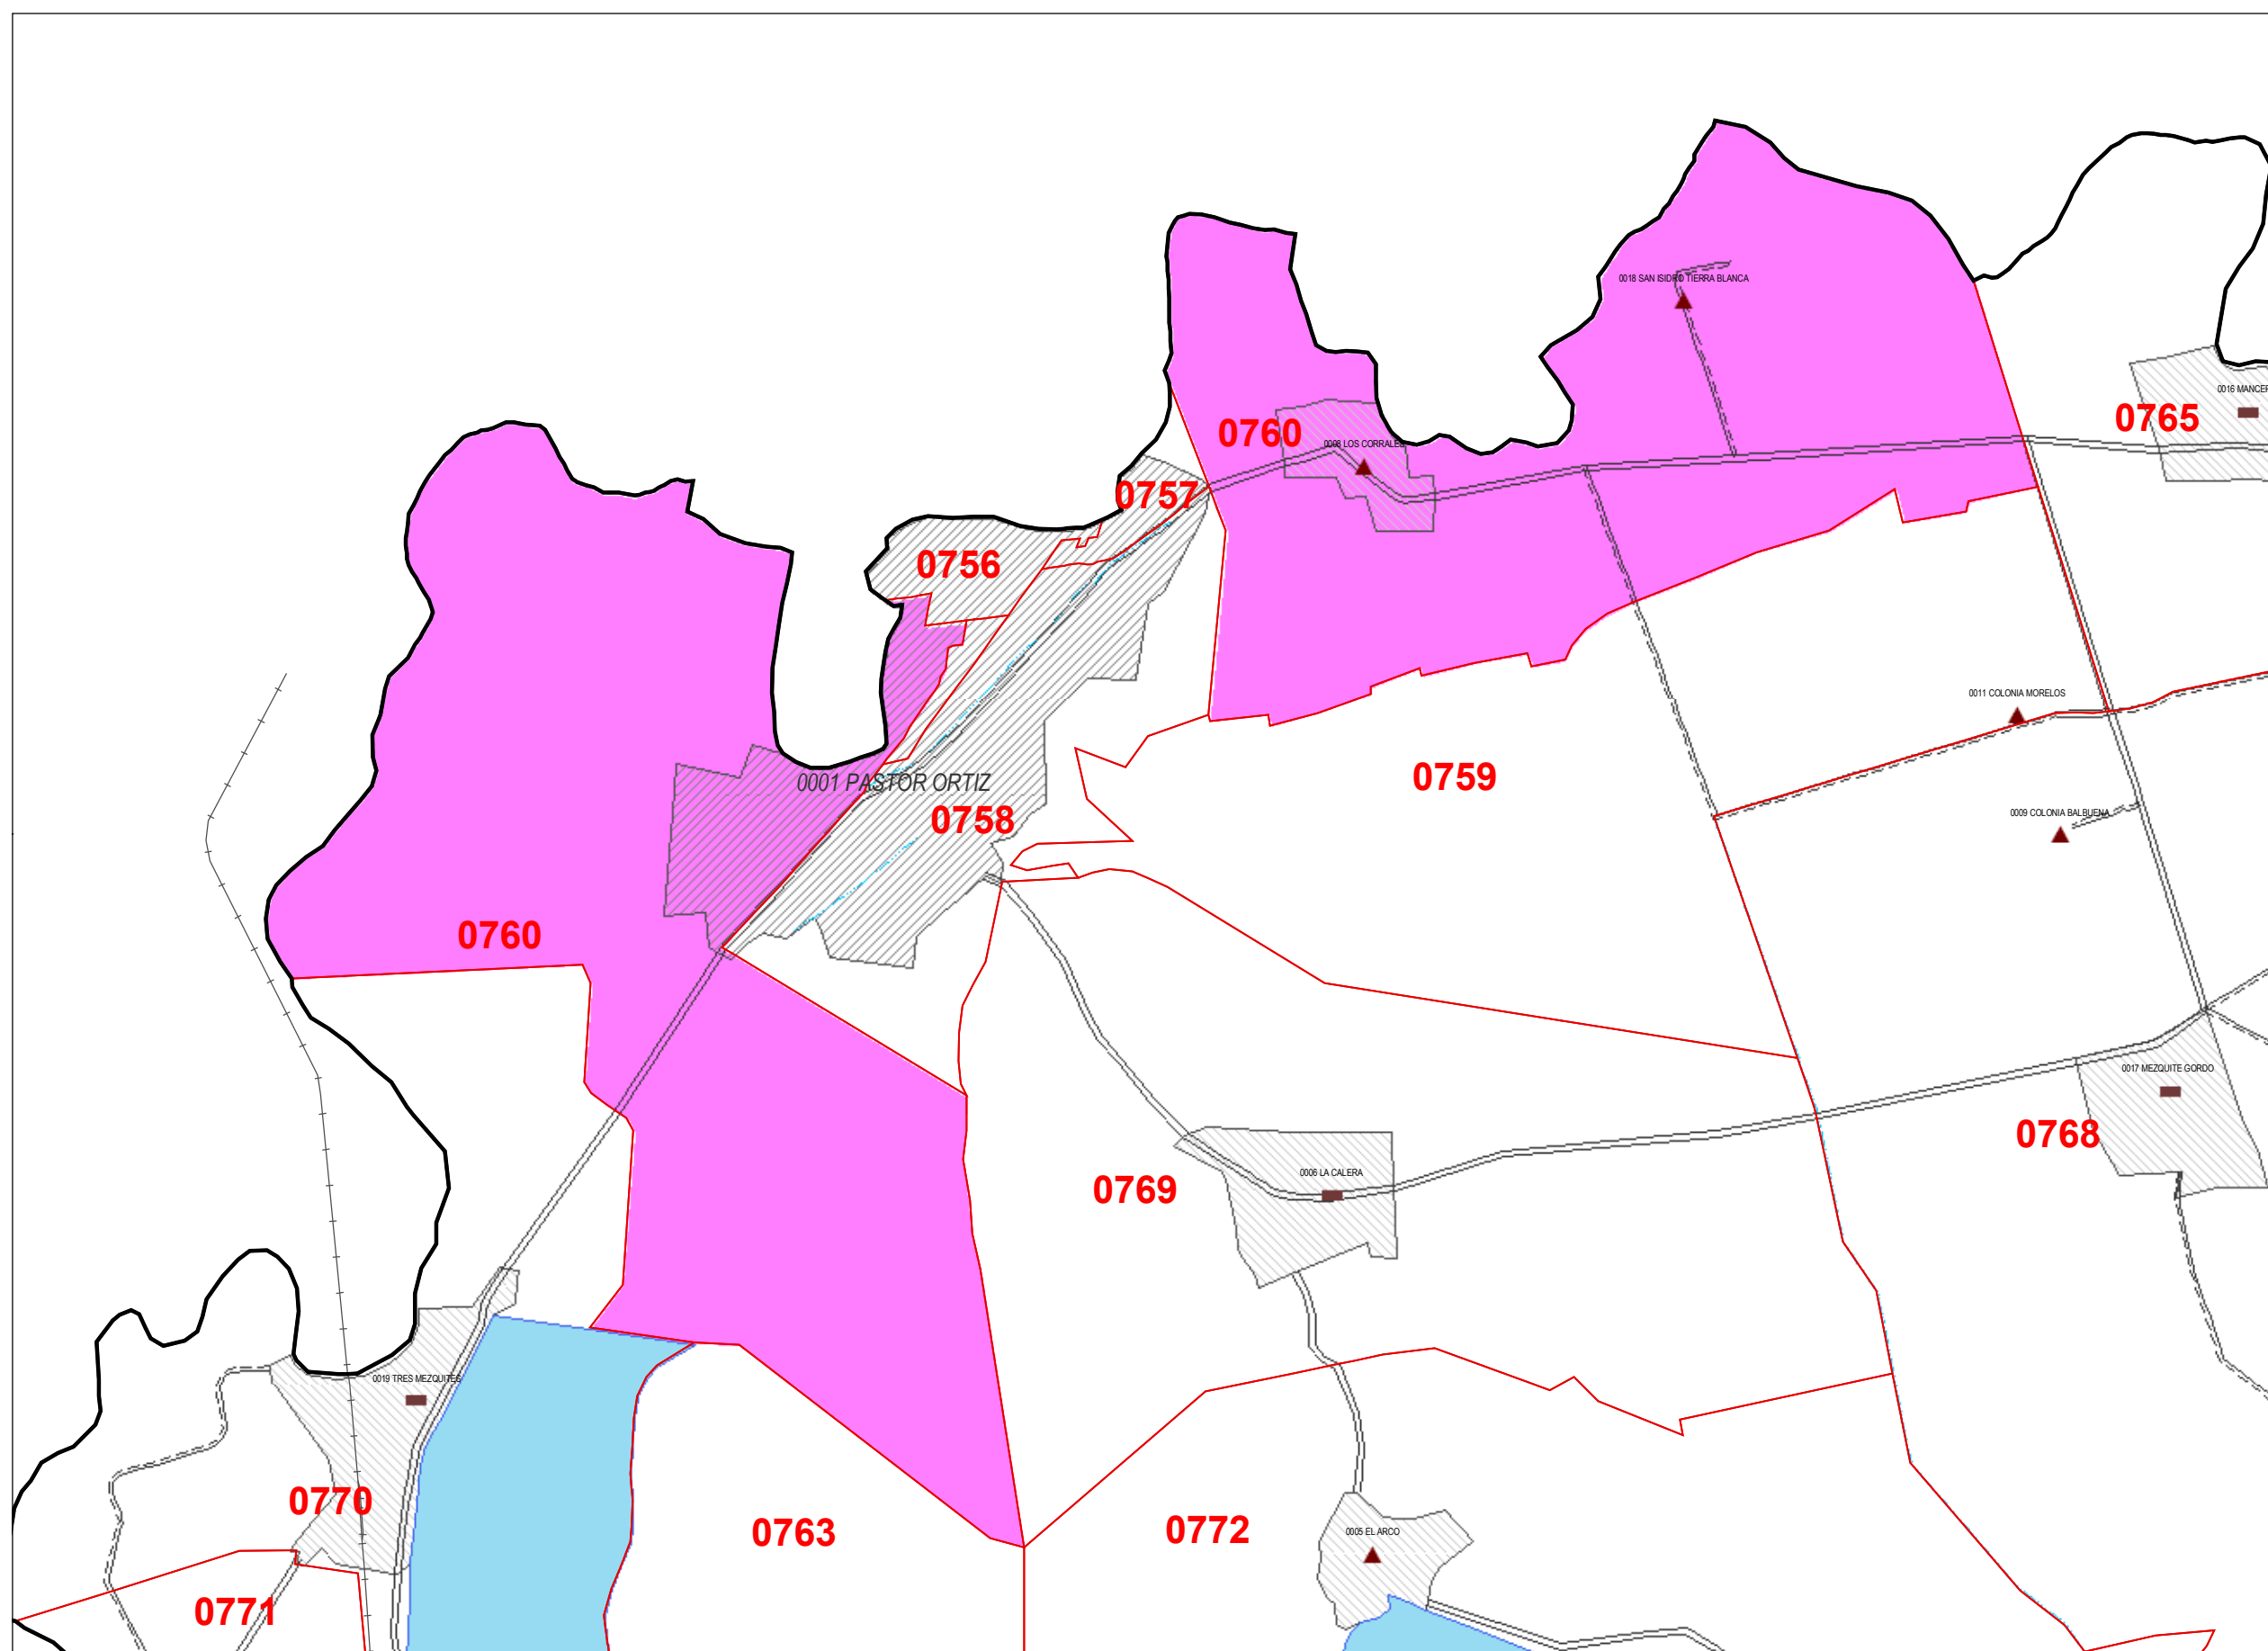 0018 SAN ISIDRO TIERRA BLANCA
0016 MANCER
0765
0760
0008 LOS CORRALES
0757
0756
0011 COLONIA MORELOS
0759
0001 PASTOR ORTIZ
0758
0009 COLONIA BALBUENA
0760
0017 MEZQUITE GORDO
0768
0006 LA CALERA
0769
0019 TRES MEZQUITES
0770
0763
0772
0005 EL ARCO
0771